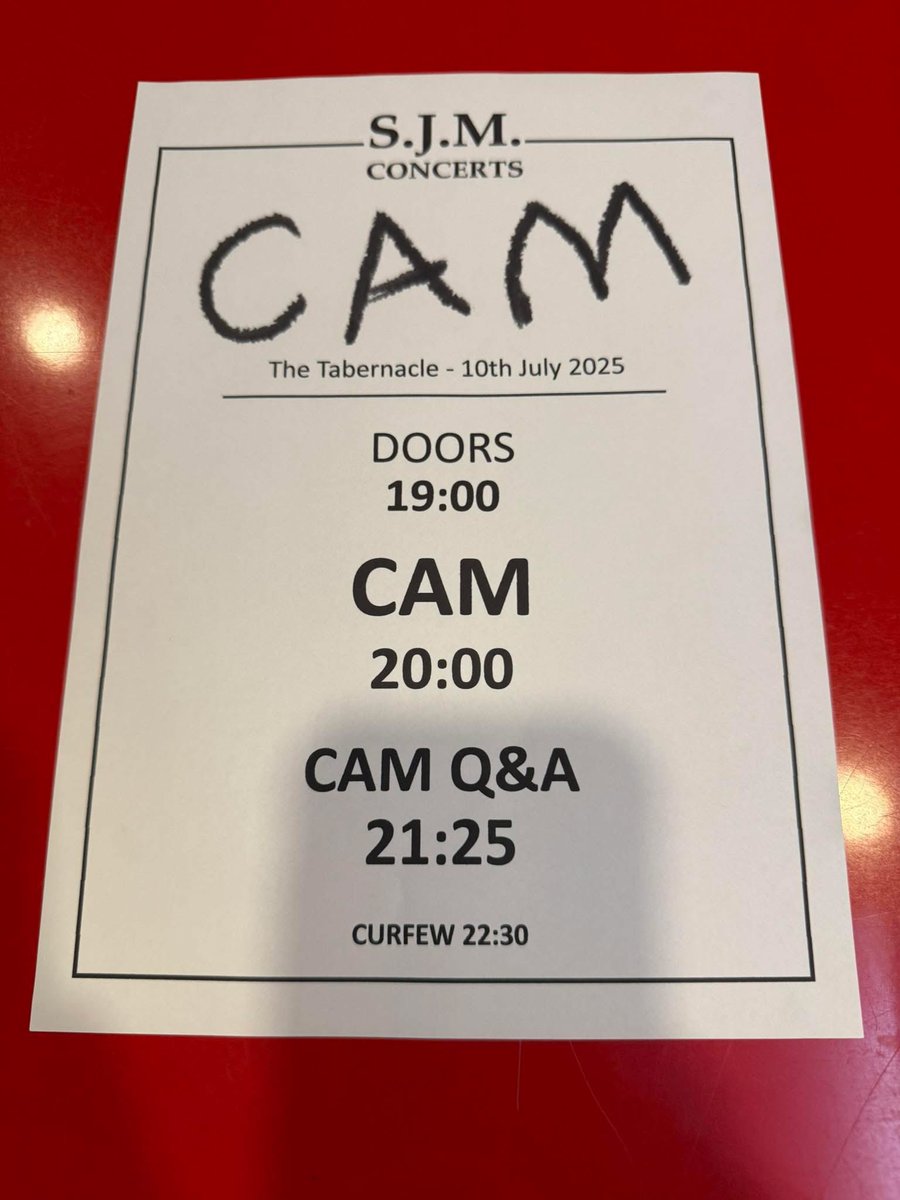 S.J.M.
CONCERTS
CAM
The Tabernacle - 10th July 2025
DOORS
19:00
CAM
20:00
CAM Q&A
21:25
CURFEW 22:30